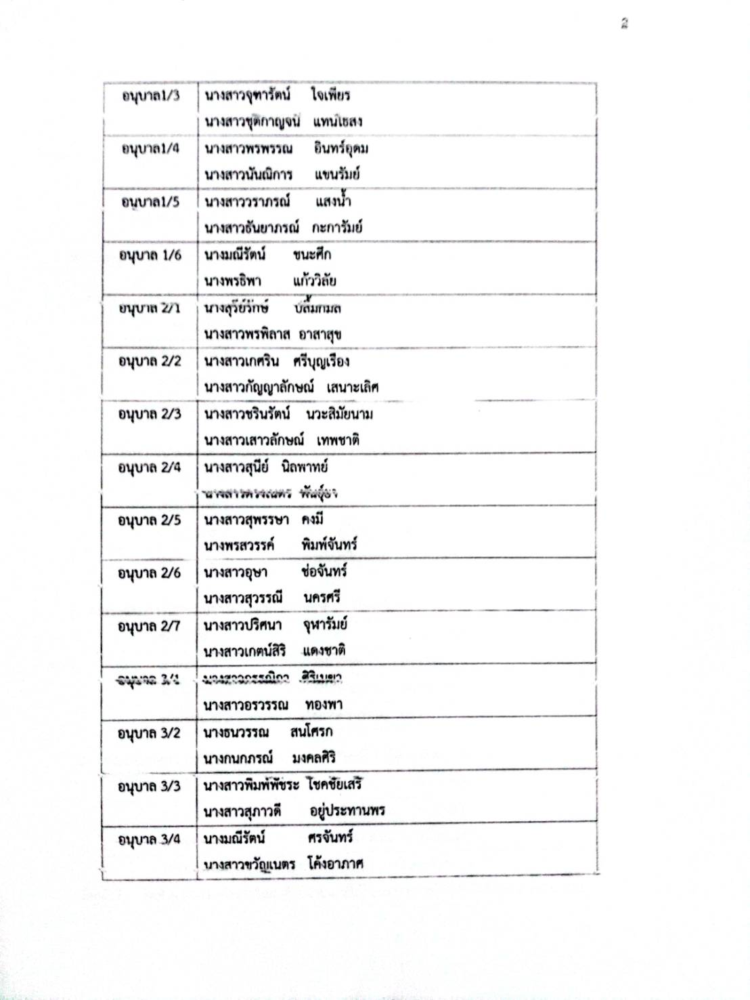 2
อนุบาล1/3 นางสาวจุฑารัตน์ ใจเพียร
นางสาวชุติกาญจน์ แทนไธสง
อนุบาล1/4 นางสาวพรพรรณ อินทร์อุดม
นางสาวนันณิการ แขนรัมย์
อนุบาล1/5 นางสาววราภรณ์ แสงน้ำ
นางสาวธันยาภรณ์ กะการัมย์
อนุบาล 1/6 นางมณีรัตน์ ชนะศึก
นางพรธิพา แก้ววิลัย
อนุบาล 2/1 นางสุรีย์รักษ์ ปลื้มกมล
นางสาวพรพิลาส อาสาสุข
อนุบาล 2/2 นางสาวเกศริน ศรีบุญเรือง
นางสาวกัญญาลักษณ์ เสนาะเลิศ
อนุบาล 2/3 นางสาวชรินรัตน์ นวะสิมัยนาม
นางสาวเสาวลักษณ์ เทพชาติ
อนุบาล 2/4 นางสาวสุนีย์ นิลพาทย์
อนุบาล 2/5 นางสาวสุพรรษา คงมี
นางพรสวรรค์ พิมพ์จันทร์
อนุบาล 2/6 นางสาวอุษา ช่อจันทร์
นางสาวสุวรรณี นครศรี
อนุบาล 2/7 นางสาวปริศนา จุฬารัมย์
นางสาวเกตน์สิริ แดงชาติ
อนุบาล 3/1 นางสาวกรรณิกา
นางสาวอรวรรณ ทองพา
อนุบาล 3/2 นางธนวรรณ สนโศรก
นางกนกภรณ์ มงคลศิริ
อนุบาล 3/3 นางสาวพิมพ์พัชระ โชคชัยเสรี
นางสาวสุภาวดี อยู่ประทานพร
อนุบาล 3/4 นางมณีรัตน์ ศรจันทร์
นางสาวขวัญเนตร โค้งอาภาศ